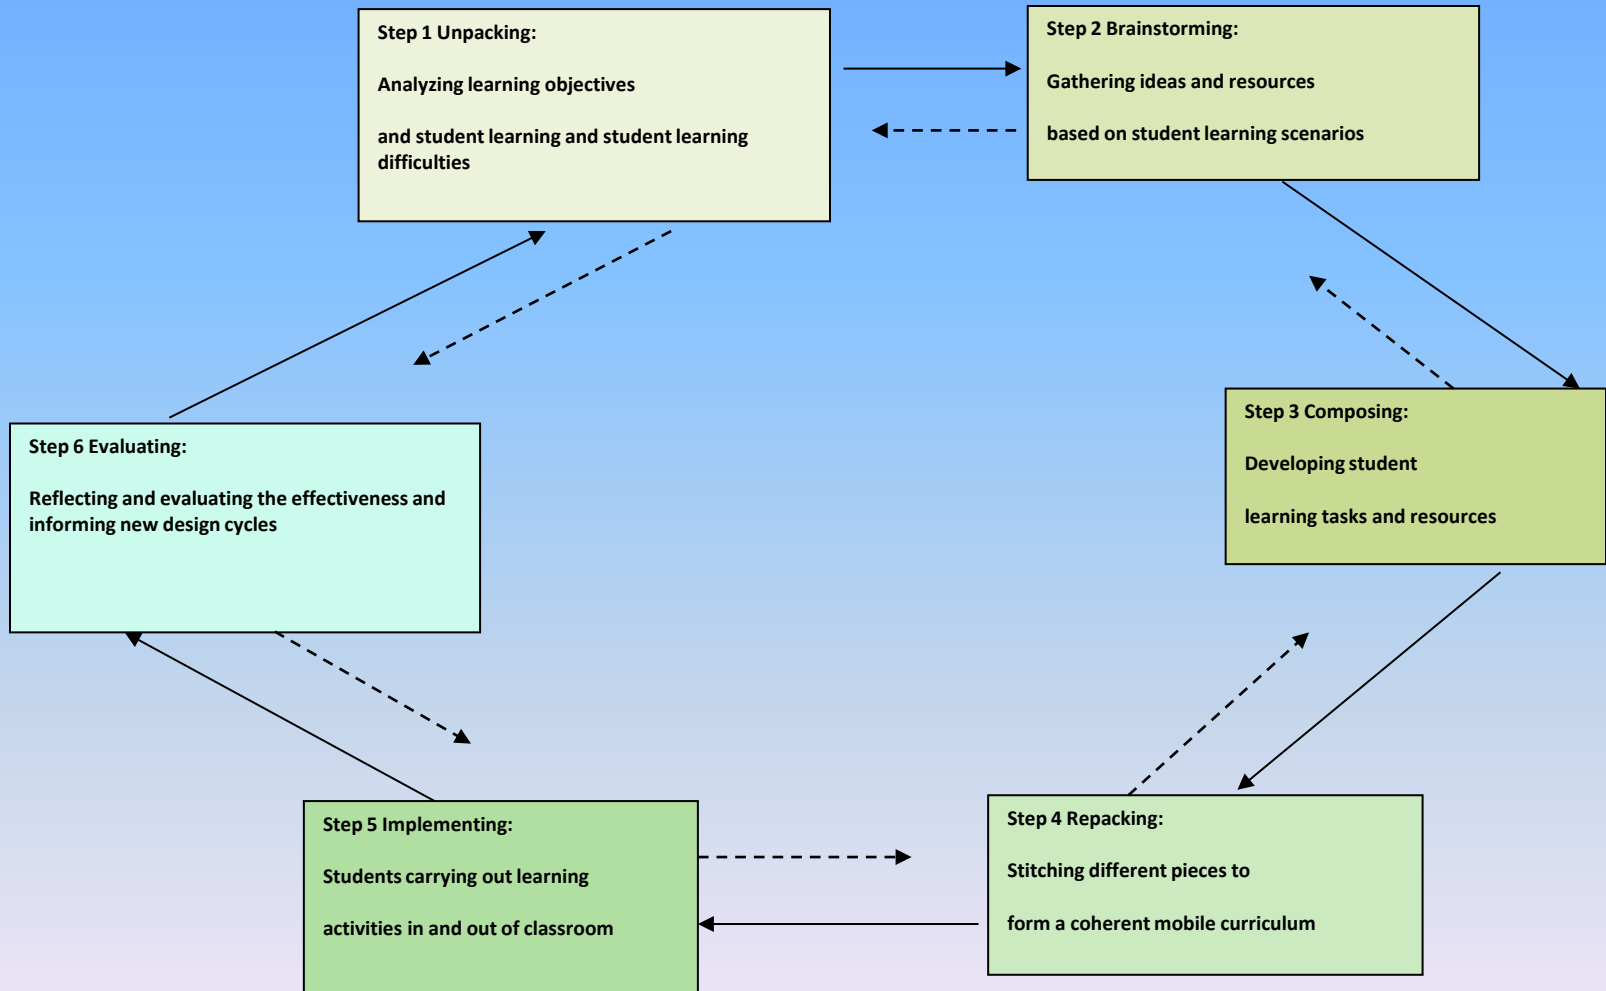 Step 1 Unpacking:
Analyzing learning objectives
and student learning and student learning
difficulties
Step 2 Brainstorming:
Gathering ideas and resources
based on student learning scenarios
Step 3 Composing:
Developing student
learning tasks and resources
Step 4 Repacking:
Stitching different pieces to
form a coherent mobile curriculum
Step 5 Implementing:
Students carrying out learning
activities in and out of classroom
Step 6 Evaluating:
Reflecting and evaluating the effectiveness and
informing new design cycles